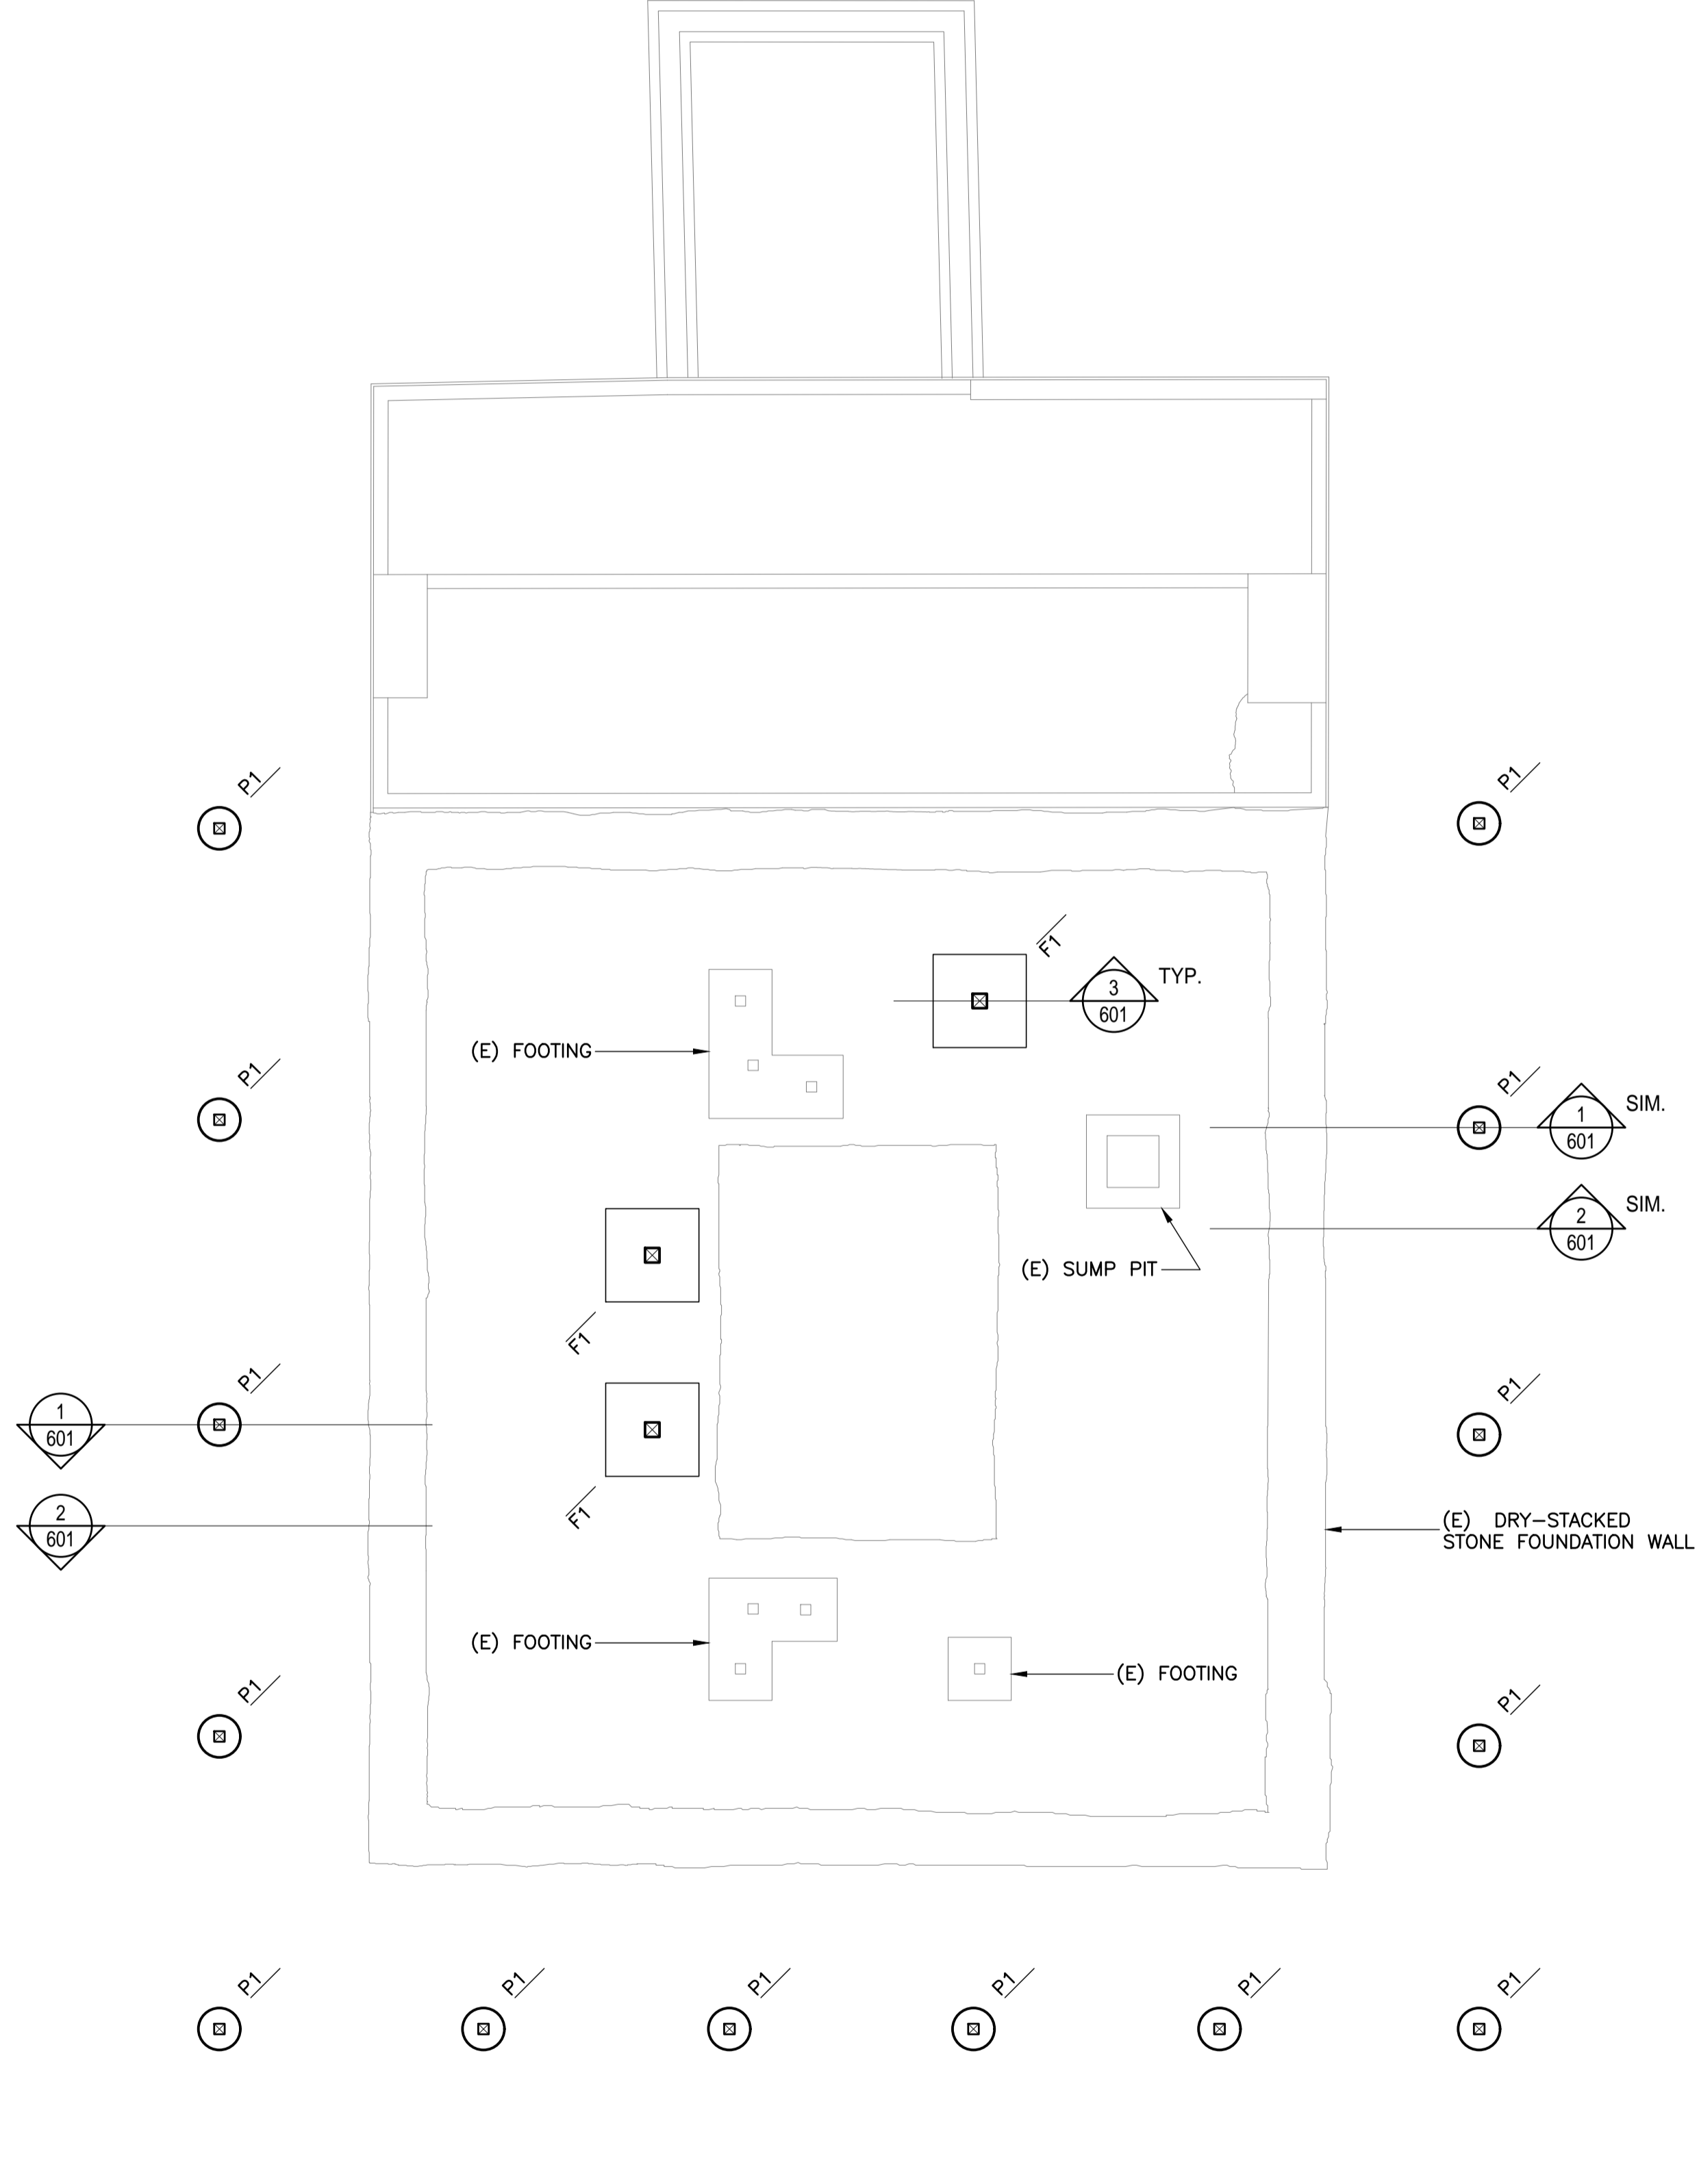 P1
P1
F1
3
601
TYP.
(E) FOOTING
P1
P1
1
601
SIM.
2
601
SIM.
(E) SUMP PIT
F1
P1
P1
1
601
F1
2
601
(E) DRY-STACKED
STONE FOUNDATION WALL
(E) FOOTING
(E) FOOTING
P1
P1
P1
P1
P1
P1
P1
P1